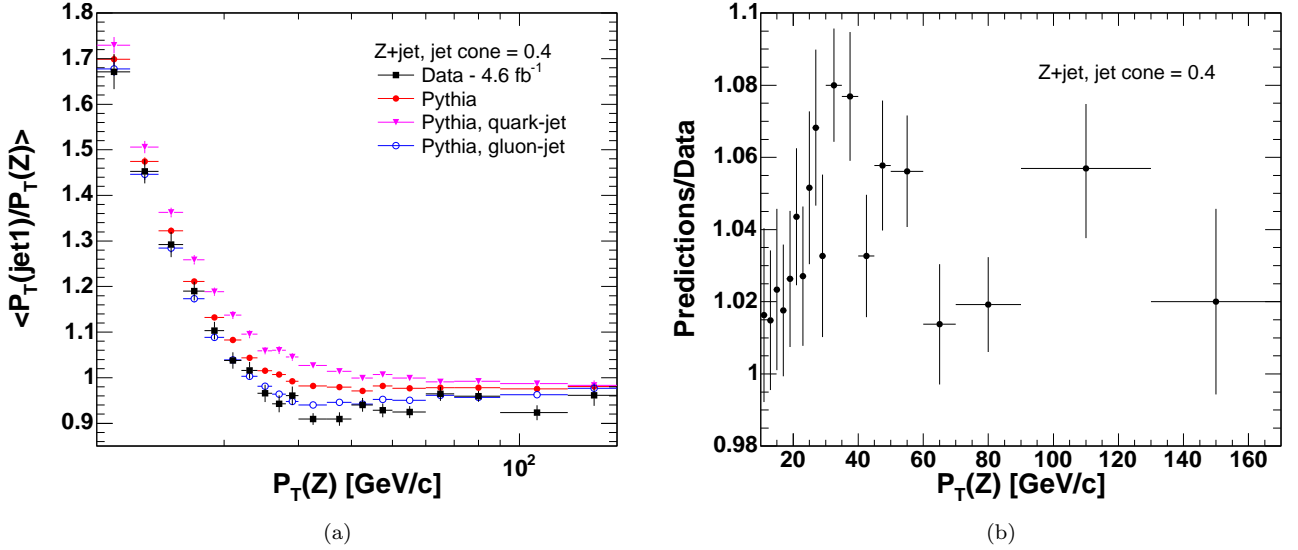 1.8
1.7
1.6
1.5
1.4
1.3
1.2
1.1
1
0.9
<P_T(jet1)/P_T(Z)>
Z+jet, jet cone = 0.4
Data - 4.6 fb⁻¹
Pythia
Pythia, quark-jet
Pythia, gluon-jet
10²
P_T(Z) [GeV/c]
(a)
1.1
1.08
1.06
1.04
1.02
1
0.98
Predictions/Data
Z+jet, jet cone = 0.4
20 40 60 80 100 120 140 160
P_T(Z) [GeV/c]
(b)